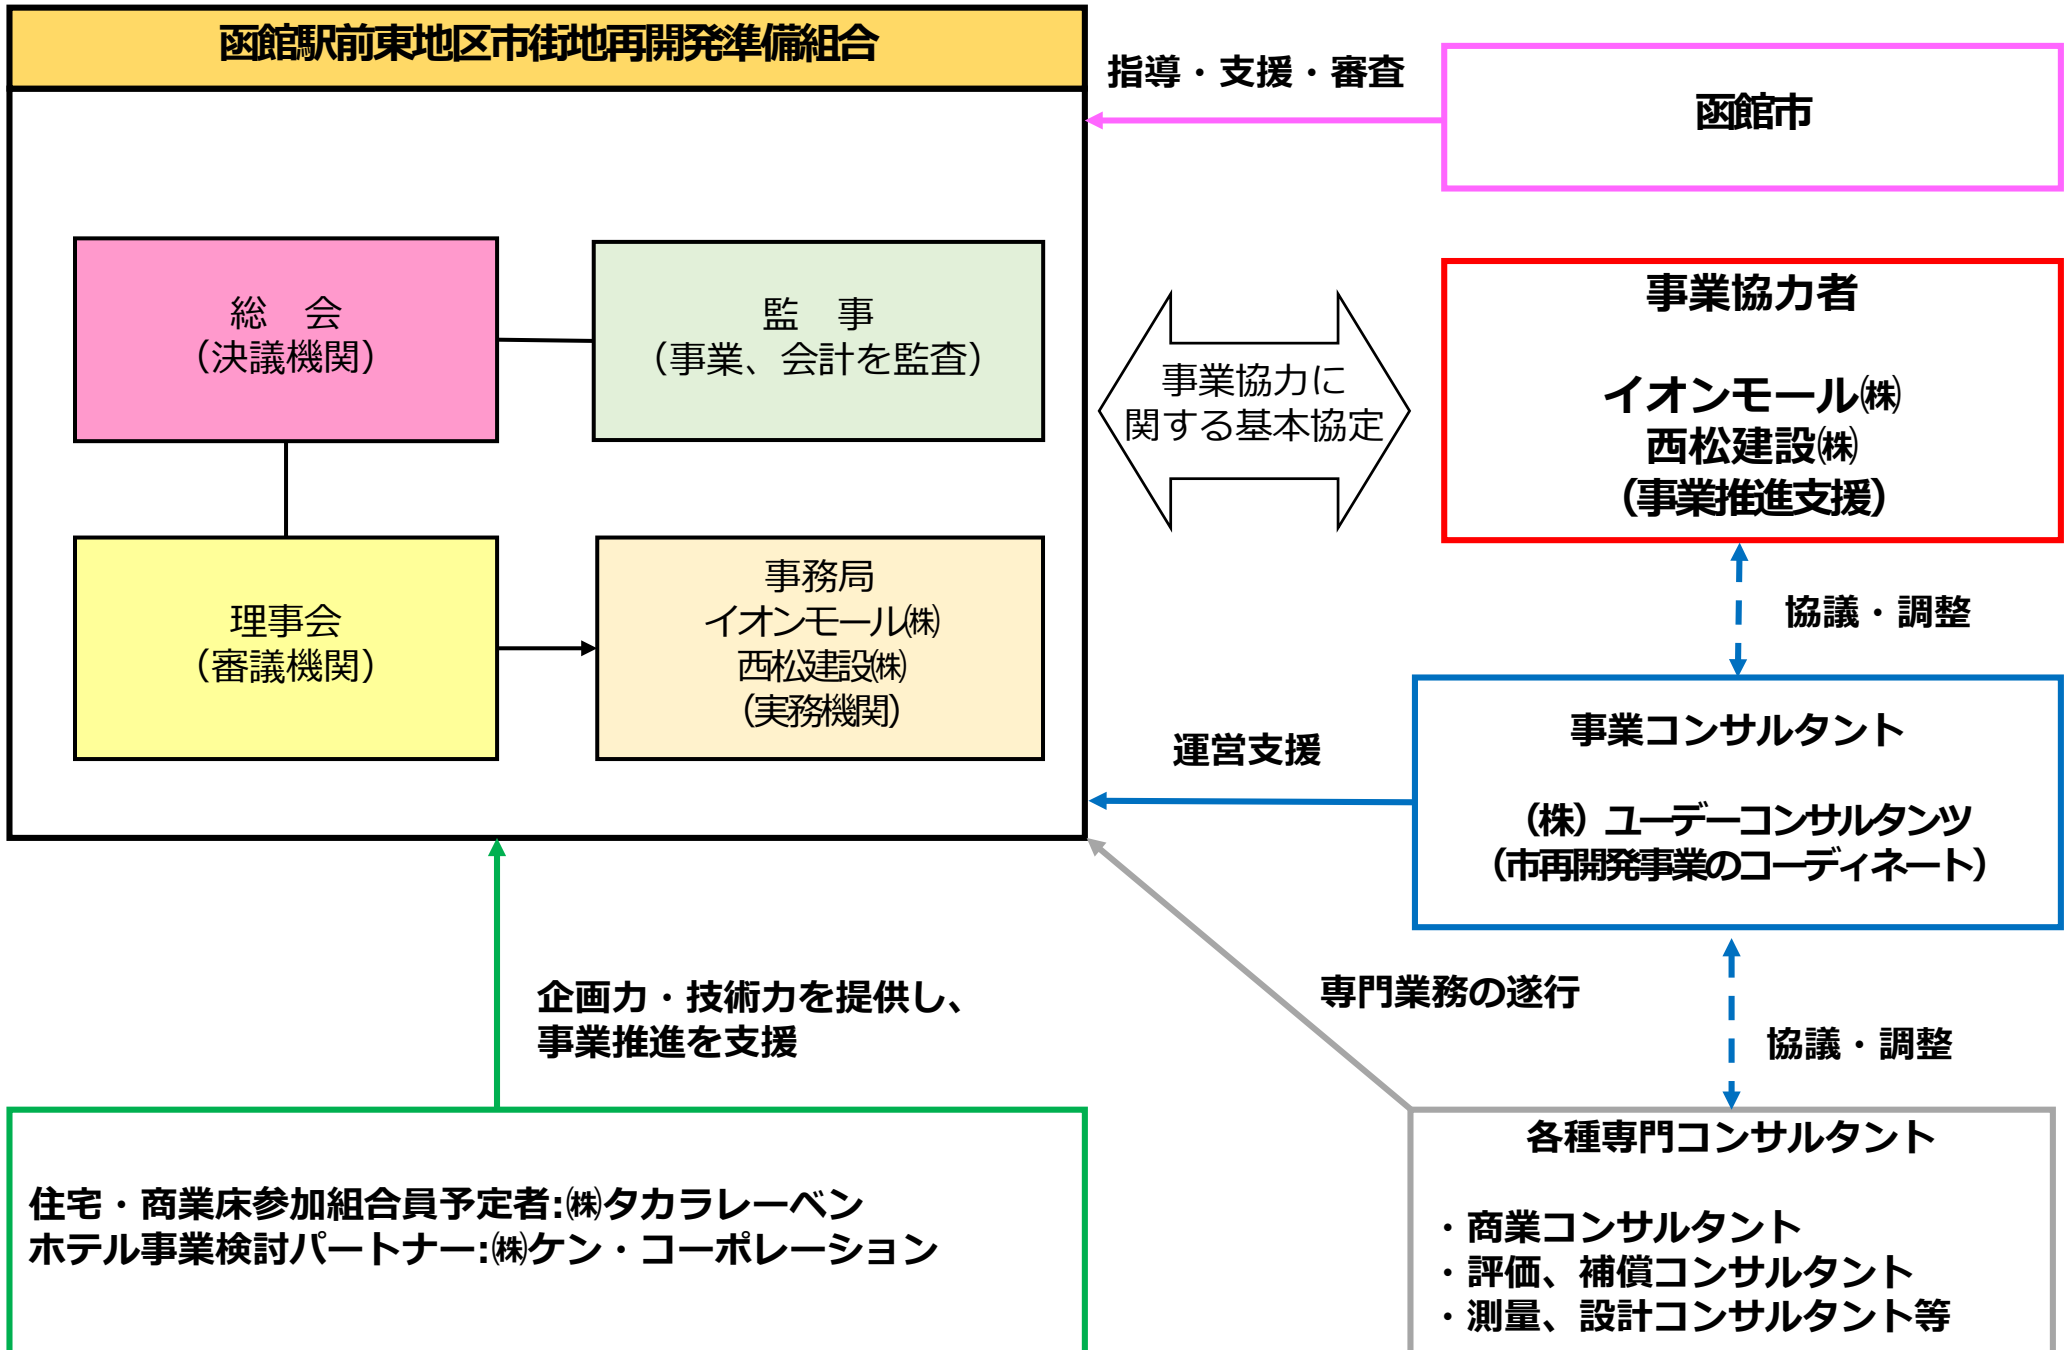 函館駅前東地区市街地再開発準備組合
指導・支援・審査
函館市
総　会
（決議機関）
監　事
（事業、会計を監査）
事業協力に
関する基本協定
事業協力者
イオンモール㈱
西松建設㈱
（事業推進支援）
理事会
（審議機関）
事務局
イオンモール㈱
西松建設㈱
（実務機関）
協議・調整
運営支援
事業コンサルタント
（株）ユーデーコンサルタンツ
（市再開発事業のコーディネート）
企画力・技術力を提供し、
事業推進を支援
専門業務の遂行
協議・調整
住宅・商業床参加組合員予定者:㈱タカラレーベン
ホテル事業検討パートナー:㈱ケン・コーポレーション
各種専門コンサルタント
・商業コンサルタント
・評価、補償コンサルタント
・測量、設計コンサルタント等